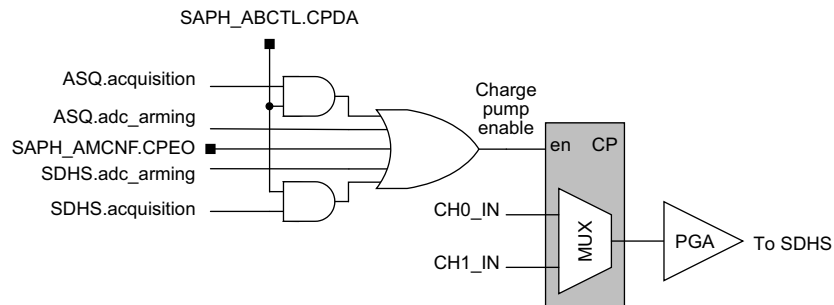 SAPH_ABCTL.CPDA
ASQ.acquisition
ASQ.adc_arming
SAPH_AMCNF.CPEO
SDHS.adc_arming
SDHS.acquisition
Charge
pump
enable
en CP
CH0_IN
CH1_IN
MUX
PGA
To SDHS